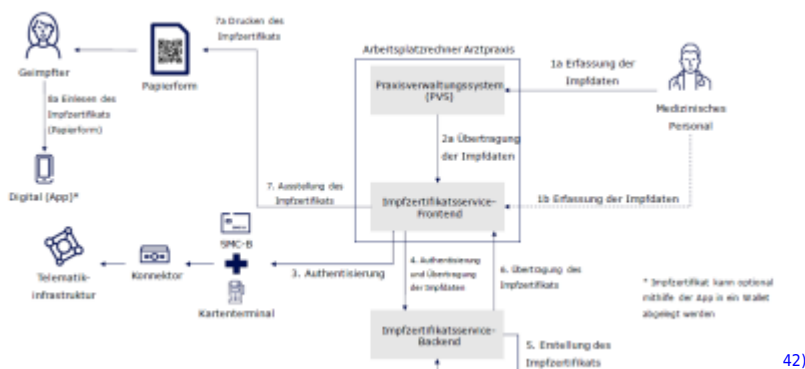 7a Drucken des
Impfzertifikats
Arbeitsplatzrechner Arztpraxis
1a Erfassung der
Impfdaten
Praxisverwaltungssystem
(PVS)
Geimpfter
Papierform
6a Einlesen des
Impfzertifikats
(Papierform)
Medizinisches
Personal
2a Übertragung
der Impfdaten
Digital (App)*
7. Ausstellung des
Impfzertifikats
Impfzertifikatsservice-
Frontend
1b Erfassung der Impfdaten
SMC-B
Telematik-
infrastruktur
Konnektor
3. Authentisierung
4. Authentisierung
und Übertragung
der Impfdaten
6. Übertragung des
Impfzertifikats
Kartenterminal
* Impfzertifikat kann optional
mithilfe der App in ein Wallet
abgelegt werden
Impfzertifikatsservice-
Backend
5. Erstellung des
Impfzertifikats
42)